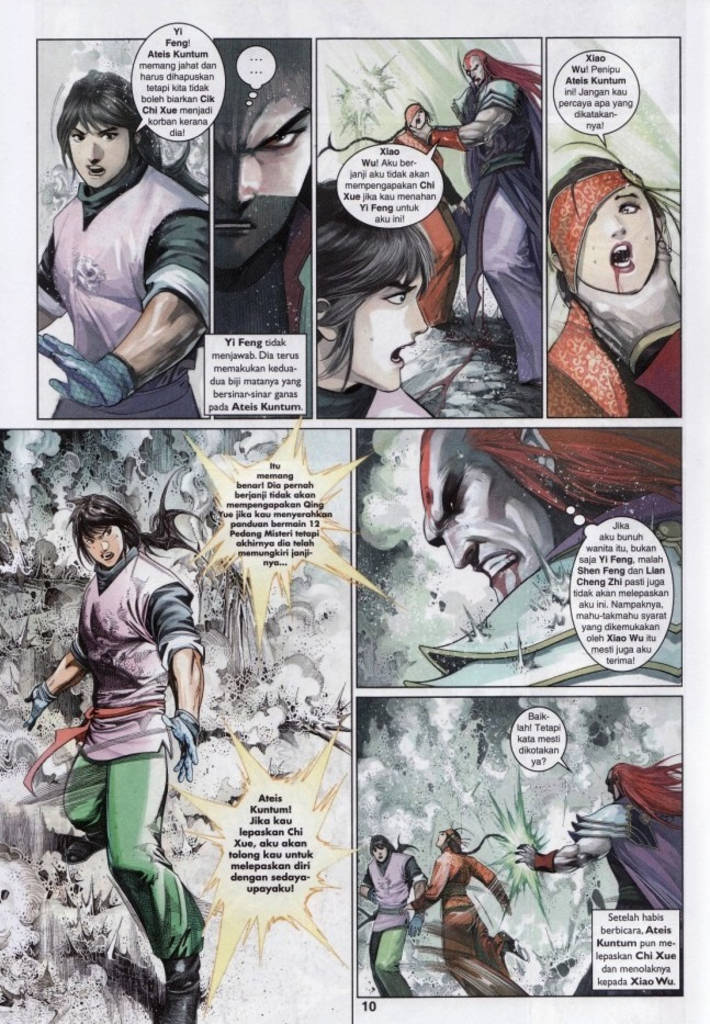 Yi
Feng!
Ateis Kuntum
memang jahat dan
harus dihapuskan
tetapi kita tidak
boleh biarkan Cik
Chi Xue menjadi
korban kerana
dia!
...
...
Yi Feng tidak
menjawab. Dia terus
memakukan kedua-
dua biji matanya yang
bersinar-sinar ganas
pada Ateis Kuntum.
Xiao
Wu! Aku ber-
janji aku tidak akan
mempengapakan Chi
Xue jika kau menahan
Yi Feng untuk
aku ini!
Xiao
Wu! Penipu
Ateis Kuntum
ini! Jangan kau
percaya apa yang
dikatakan-
nya!
Itu
memang
benar! Dia pernah
berjanji tidak akan
mempengapakan Qing
Yue jika kau menyerahkan
panduan bermain 12
Pedang Misteri tetapi
akhirnya dia telah
memungkiri janji-
nya...
Ateis
Kuntum!
Jika kau
lepaskan Chi
Xue, aku akan
tolong kau untuk
melepaskan diri
dengan sedaya-
upayaku!
Jika
aku bunuh
wanita itu, bukan
saja Yi Feng, malah
Shen Feng dan Lian
Cheng Zhi pasti juga
tidak akan melepaskan
aku ini. Nampaknya,
mahu-takmahu syarat
yang dikemukakan
oleh Xiao Wu itu
mesti juga aku
terima!
Baik-
lah! Tetapi
kata mesti
dikotakan
ya?
Setelah habis
berbicara, Ateis
Kuntum pun me-
lepaskan Chi Xue
dan menolaknya
kepada Xiao Wu.
10